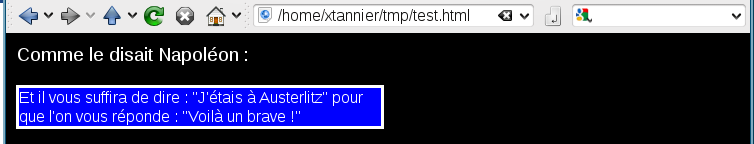 /home/xtannier/tmp/test.html
Comme le disait Napoléon :
Et il vous suffira de dire : "J'étais à Austerlitz" pour
que l'on vous réponde : "Voilà un brave !"